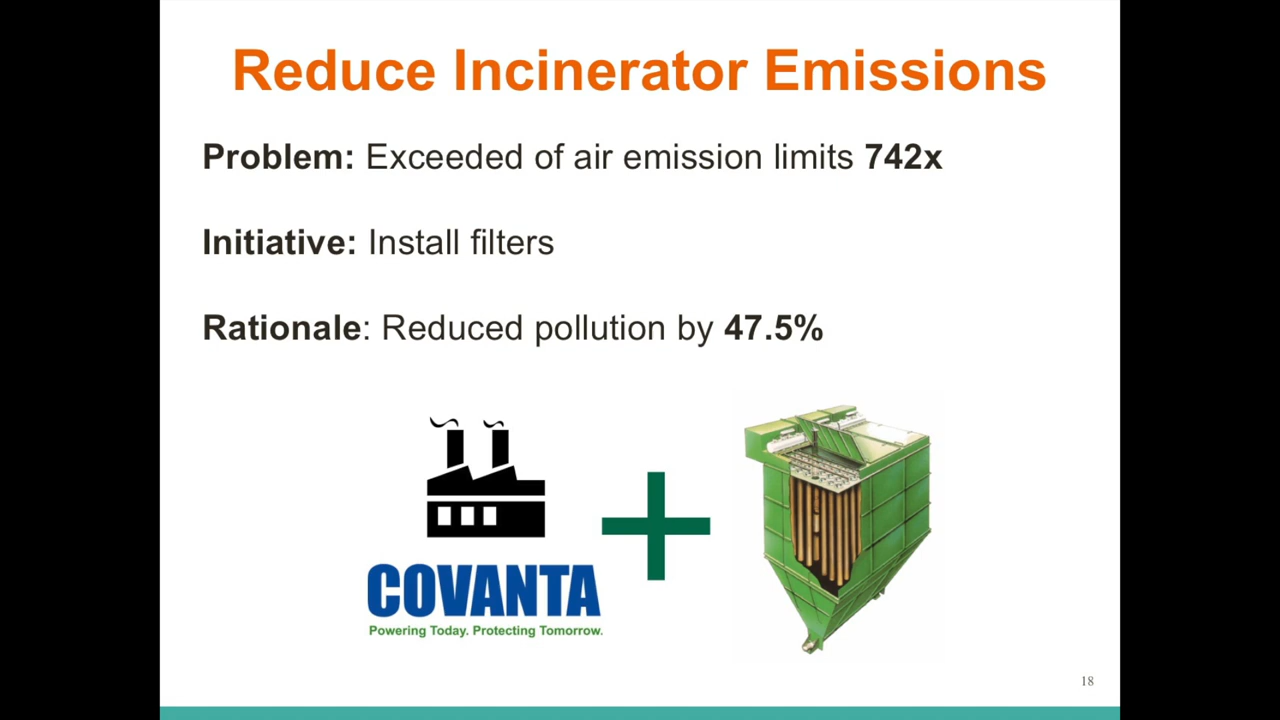 Reduce Incinerator Emissions
Problem: Exceeded of air emission limits 742x
Initiative: Install filters
Rationale: Reduced pollution by 47.5%
COVANTA
Powering Today. Protecting Tomorrow.
18